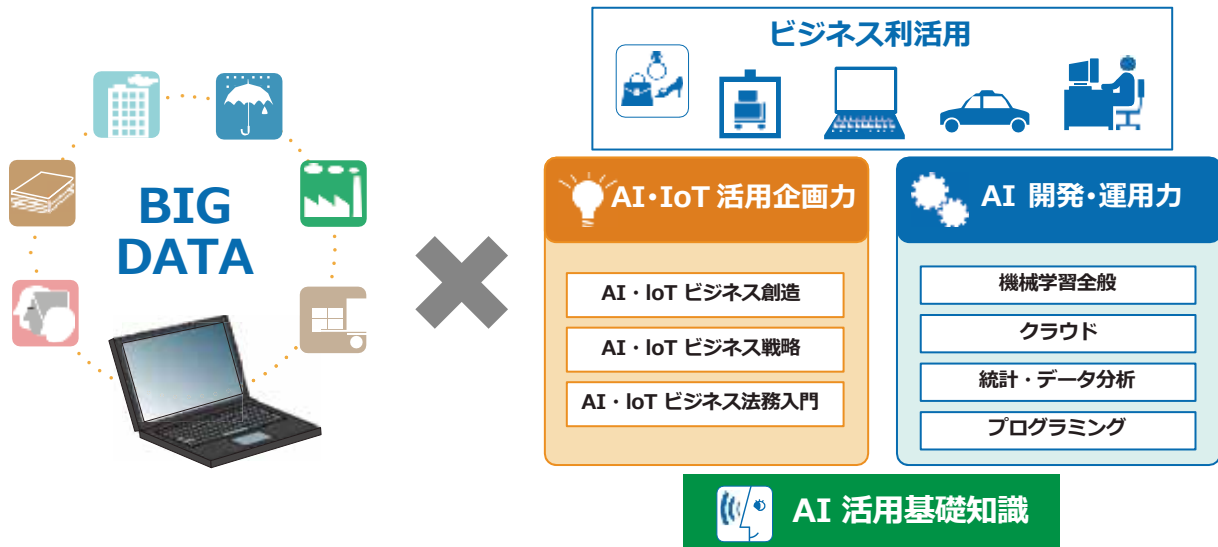 BIG
DATA
ビジネス利活用
AI・IoT 活用企画力
AI・loT ビジネス創造
AI・loT ビジネス戦略
AI・loT ビジネス法務入門
AI 開発・運用力
機械学習全般
クラウド
統計・データ分析
プログラミング
AI 活用基礎知識